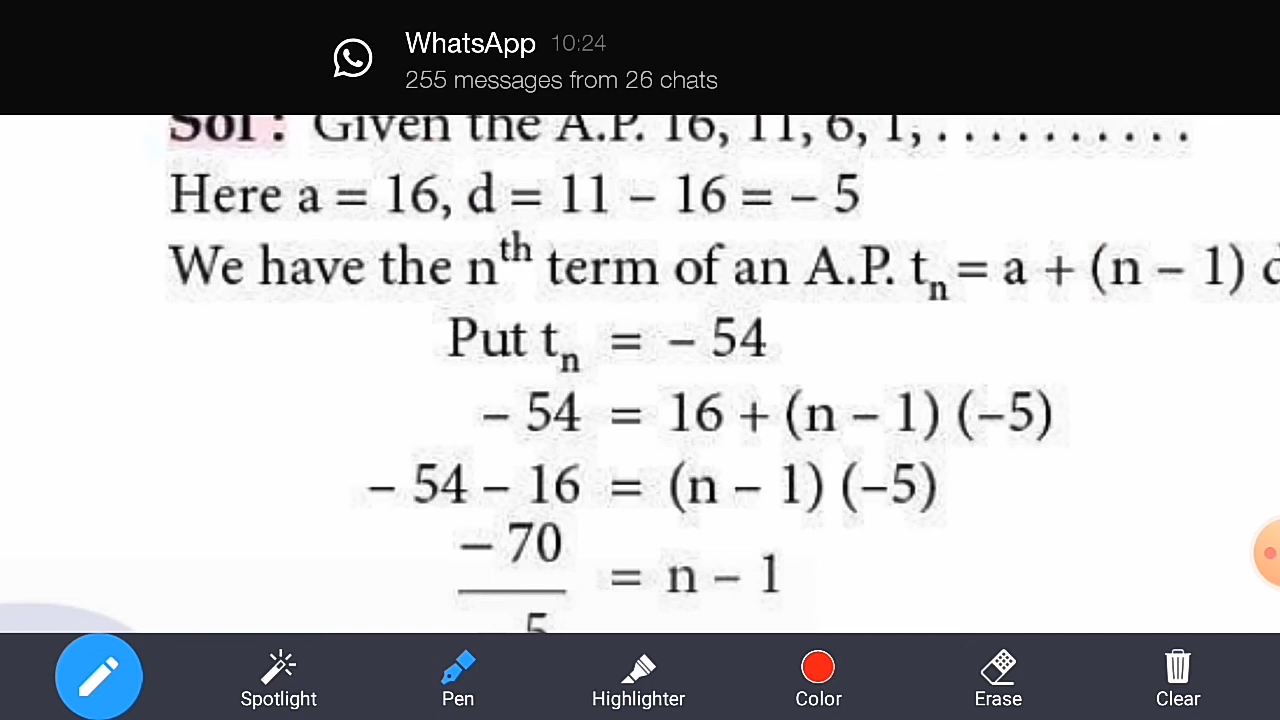 WhatsApp 10:24
255 messages from 26 chats
Sol : Given the A.P. 16, 11, 6, 1, . . . . . . . . . .
Here a = 16, d = 11 – 16 = – 5
We have the nth term of an A.P. tn = a + (n – 1) d
Put tn = – 54
– 54 = 16 + (n – 1) (–5)
– 54 – 16 = (n – 1) (–5)
– 70
= n – 1
5
Spotlight Pen Highlighter Color Erase Clear